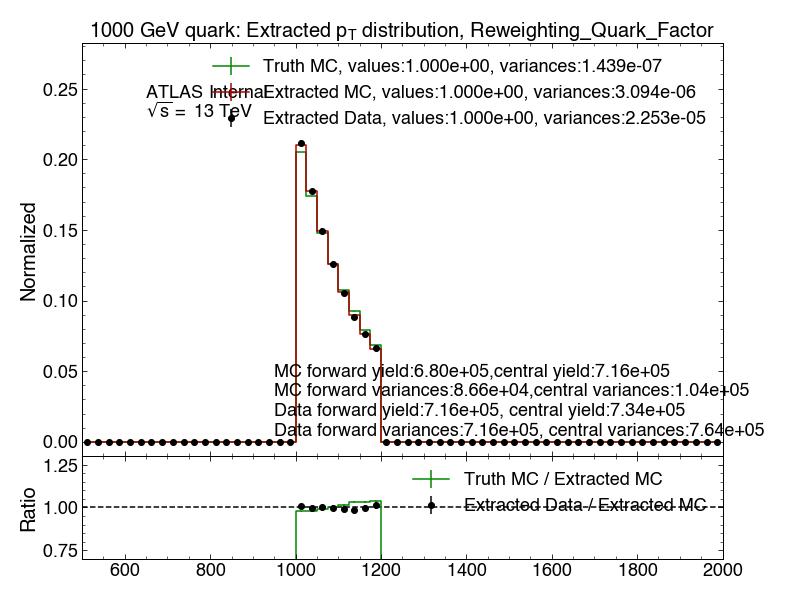 1000 GeV quark: Extracted pT distribution, Reweighting_Quark_Factor
Truth MC, values:1.000e+00, variances:1.439e-07
ATLAS Internal
Extracted MC, values:1.000e+00, variances:3.094e-06
√s = 13 TeV
Extracted Data, values:1.000e+00, variances:2.253e-05
Normalized
0.25
0.20
0.15
0.10
0.05
0.00
MC forward yield:6.80e+05,central yield:7.16e+05
MC forward variances:8.66e+04,central variances:1.04e+05
Data forward yield:7.16e+05, central yield:7.34e+05
Data forward variances:7.16e+05, central variances:7.64e+05
Ratio
1.25
1.00
0.75
Truth MC / Extracted MC
Extracted Data / Extracted MC
600 800 1000 1200 1400 1600 1800 2000